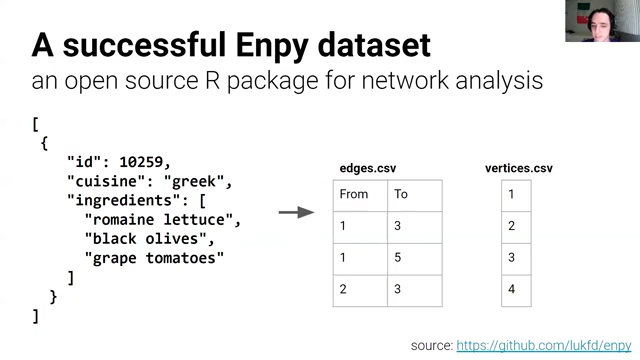 A successful Enpy dataset
an open source R package for network analysis
[
{
"id": 10259,
"cuisine": "greek",
"ingredients": [
"romaine lettuce",
"black olives",
"grape tomatoes"
]
}
]
edges.csv
From To
1 3
1 5
2 3
vertices.csv
1
2
3
4
source: https://github.com/lukfd/enpy